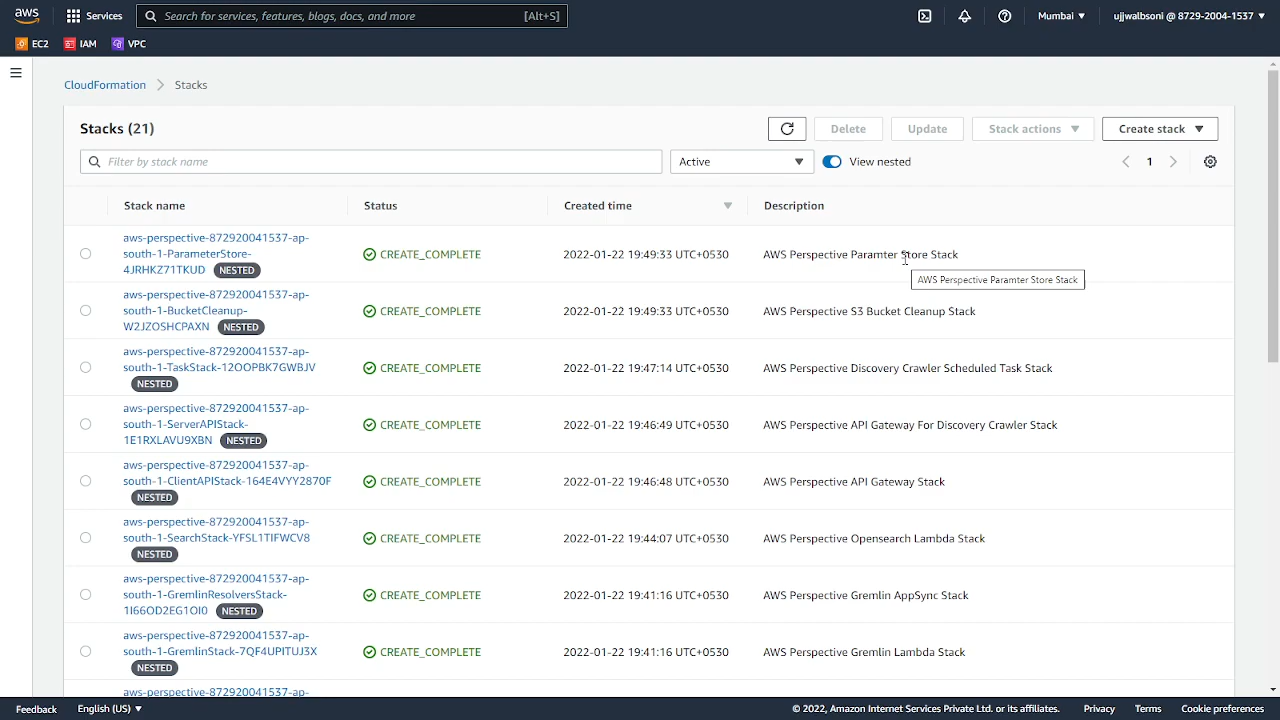 aws
Services
Search for services, features, blogs, docs, and more
[Alt+S]
Mumbai
ujjwalbsoni @ 8729-2004-1537
EC2
IAM
VPC
CloudFormation
Stacks
Stacks (21)
Delete
Update
Stack actions
Create stack
Filter by stack name
Active
View nested
1
Stack name
Status
Created time
Description
aws-perspective-872920041537-ap-
south-1-ParameterStore-
4JRHKZ71TKUD NESTED
CREATE_COMPLETE
2022-01-22 19:49:33 UTC+0530
AWS Perspective Paramter Store Stack
AWS Perspective Paramter Store Stack
aws-perspective-872920041537-ap-
south-1-BucketCleanup-
W2JZOSHCPAXN NESTED
CREATE_COMPLETE
2022-01-22 19:49:33 UTC+0530
AWS Perspective S3 Bucket Cleanup Stack
aws-perspective-872920041537-ap-
south-1-TaskStack-12OOPBK7GWBJV
NESTED
CREATE_COMPLETE
2022-01-22 19:47:14 UTC+0530
AWS Perspective Discovery Crawler Scheduled Task Stack
aws-perspective-872920041537-ap-
south-1-ServerAPIStack-
1E1RXLAVU9XBN NESTED
CREATE_COMPLETE
2022-01-22 19:46:49 UTC+0530
AWS Perspective API Gateway For Discovery Crawler Stack
aws-perspective-872920041537-ap-
south-1-ClientAPIStack-164E4VYY2870F
NESTED
CREATE_COMPLETE
2022-01-22 19:46:48 UTC+0530
AWS Perspective API Gateway Stack
aws-perspective-872920041537-ap-
south-1-SearchStack-YFSL1TIFWCV8
NESTED
CREATE_COMPLETE
2022-01-22 19:44:07 UTC+0530
AWS Perspective Opensearch Lambda Stack
aws-perspective-872920041537-ap-
south-1-GremlinResolversStack-
1I66OD2EG1OI0 NESTED
CREATE_COMPLETE
2022-01-22 19:41:16 UTC+0530
AWS Perspective Gremlin AppSync Stack
aws-perspective-872920041537-ap-
south-1-GremlinStack-7QF4UPITUJ3X
NESTED
CREATE_COMPLETE
2022-01-22 19:41:16 UTC+0530
AWS Perspective Gremlin Lambda Stack
aws-perspective-872920041537-ap-
Feedback
English (US)
© 2022, Amazon Internet Services Private Ltd. or its affiliates.
Privacy
Terms
Cookie preferences